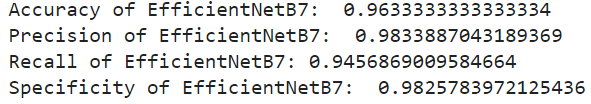 Accuracy of EfficientNetB7:  0.9633333333333334
Precision of EfficientNetB7:  0.9833887043189369
Recall of EfficientNetB7: 0.9456869009584664
Specificity of EfficientNetB7:  0.9825783972125436